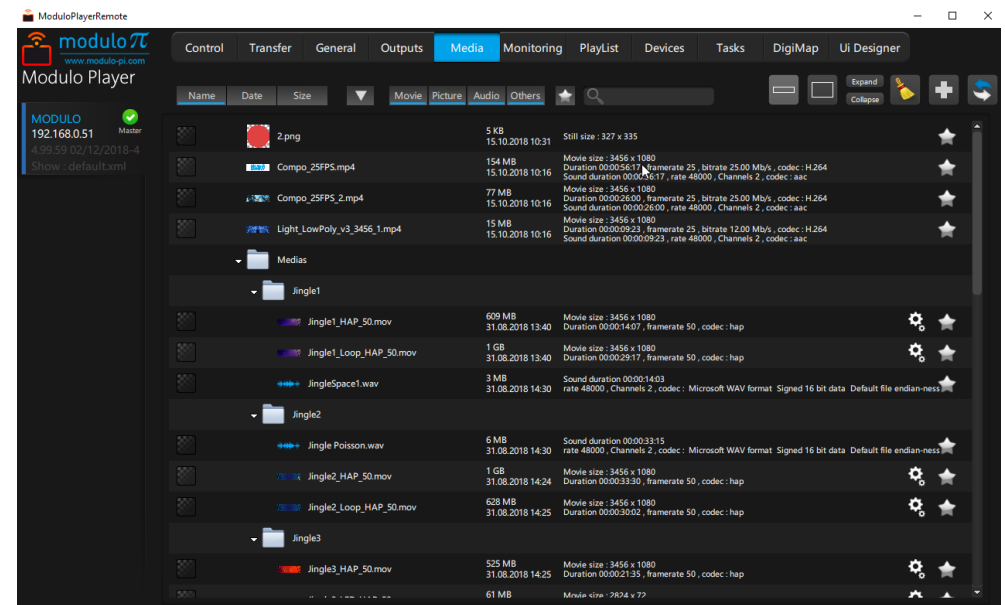 ModuloPlayerRemote
moduloπ
www.modulo-pi.com
Modulo Player
Control Transfer General Outputs Media Monitoring PlayList Devices Tasks DigiMap Ui Designer
Name Date Size Movie Picture Audio Others Expand
Collapse
MODULO
192.168.0.51 Master
4.99.59 02/12/2018-4
Show : default.xml
2.png 5 KB
15.10.2018 10:31 Still size : 327 x 335
Compo_25FPS.mp4 154 MB
15.10.2018 10:16 Movie size : 3456 x 1080
Duration 00:00:56:17 , framerate 25 , bitrate 25.00 Mb/s , codec : H.264
Sound duration 00:00:56:17 , rate 48000 , Channels 2 , codec : aac
Compo_25FPS_2.mp4 77 MB
15.10.2018 10:16 Movie size : 3456 x 1080
Duration 00:00:26:00 , framerate 25 , bitrate 25.00 Mb/s , codec : H.264
Sound duration 00:00:26:00 , rate 48000 , Channels 2 , codec : aac
Light_LowPoly_v3_3456_1.mp4 15 MB
15.10.2018 10:16 Movie size : 3456 x 1080
Duration 00:00:09:23 , framerate 25 , bitrate 12.00 Mb/s , codec : H.264
Sound duration 00:00:09:23 , rate 48000 , Channels 2 , codec : aac
Medias
Jingle1
Jingle1_HAP_50.mov 609 MB
31.08.2018 13:40 Movie size : 3456 x 1080
Duration 00:00:14:07 , framerate 50 , codec : hap
Jingle1_Loop_HAP_50.mov 1 GB
31.08.2018 13:40 Movie size : 3456 x 1080
Duration 00:00:29:17 , framerate 50 , codec : hap
JingleSpace1.wav 3 MB
31.08.2018 14:30 Sound duration 00:00:14:03
rate 48000 , Channels 2 , codec : Microsoft WAV format Signed 16 bit data Default file endian-ness
Jingle2
Jingle Poisson.wav 6 MB
31.08.2018 14:30 Sound duration 00:00:33:15
rate 48000 , Channels 2 , codec : Microsoft WAV format Signed 16 bit data Default file endian-ness
Jingle2_HAP_50.mov 1 GB
31.08.2018 14:24 Movie size : 3456 x 1080
Duration 00:00:33:30 , framerate 50 , codec : hap
Jingle2_Loop_HAP_50.mov 628 MB
31.08.2018 14:25 Movie size : 3456 x 1080
Duration 00:00:30:02 , framerate 50 , codec : hap
Jingle3
Jingle3_HAP_50.mov 525 MB
31.08.2018 14:25 Movie size : 3456 x 1080
Duration 00:00:21:35 , framerate 50 , codec : hap
61 MB Movie size : 2824 x 72